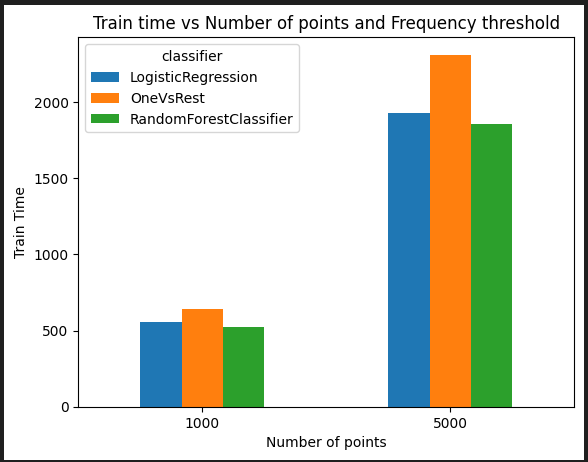 Train time vs Number of points and Frequency threshold
classifier
LogisticRegression
OneVsRest
RandomForestClassifier
Train Time
2000
1500
1000
500
0
1000 5000
Number of points